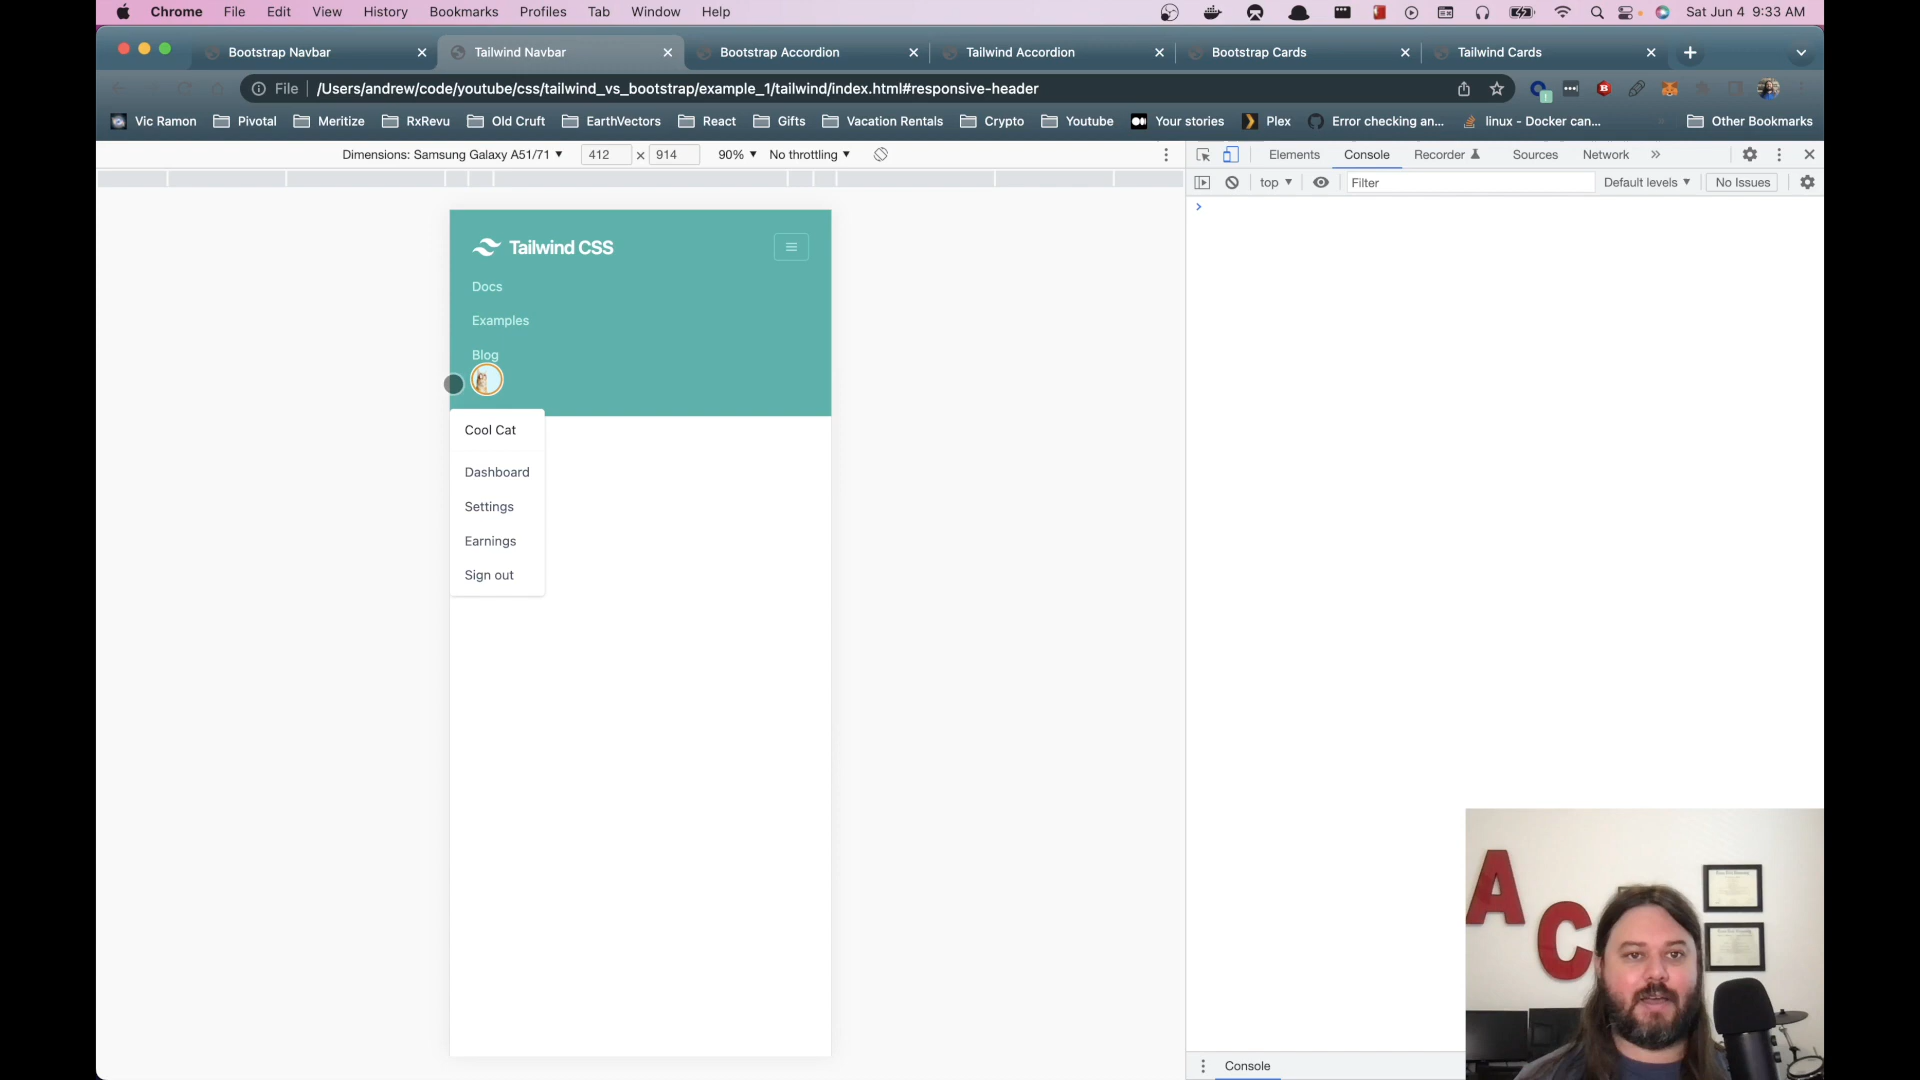 Chrome File Edit View History Bookmarks Profiles Tab Window Help Sat Jun 4 9:33 AM
Bootstrap Navbar Tailwind Navbar Bootstrap Accordion Tailwind Accordion Bootstrap Cards Tailwind Cards
File /Users/andrew/code/youtube/css/tailwind_vs_bootstrap/example_1/tailwind/index.html#responsive-header
Vic Ramon Pivotal Meritize RxRevu Old Cruft EarthVectors React Gifts Vacation Rentals Crypto Youtube Your stories Plex Error checking an... linux - Docker can... Other Bookmarks
Dimensions: Samsung Galaxy A51/71 412 x 914 90% No throttling Elements Console Recorder Sources Network
top Filter Default levels No Issues
Tailwind CSS
Docs
Examples
Blog
Cool Cat
Dashboard
Settings
Earnings
Sign out
A
C
Console